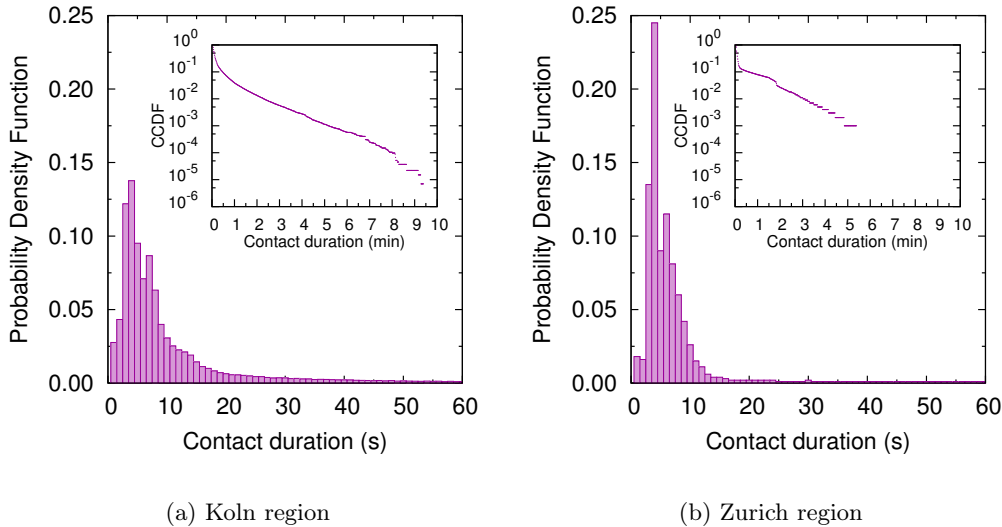 0.25
0.20
0.15
0.10
0.05
0.00
Probability Density Function
0 10 20 30 40 50 60
Contact duration (s)
10^0
10^-1
10^-2
10^-3
10^-4
10^-5
10^-6
CCDF
0 1 2 3 4 5 6 7 8 9 10
Contact duration (min)
(a) Koln region
0.25
0.20
0.15
0.10
0.05
0.00
Probability Density Function
0 10 20 30 40 50 60
Contact duration (s)
10^0
10^-1
10^-2
10^-3
10^-4
10^-5
10^-6
CCDF
0 1 2 3 4 5 6 7 8 9 10
Contact duration (min)
(b) Zurich region